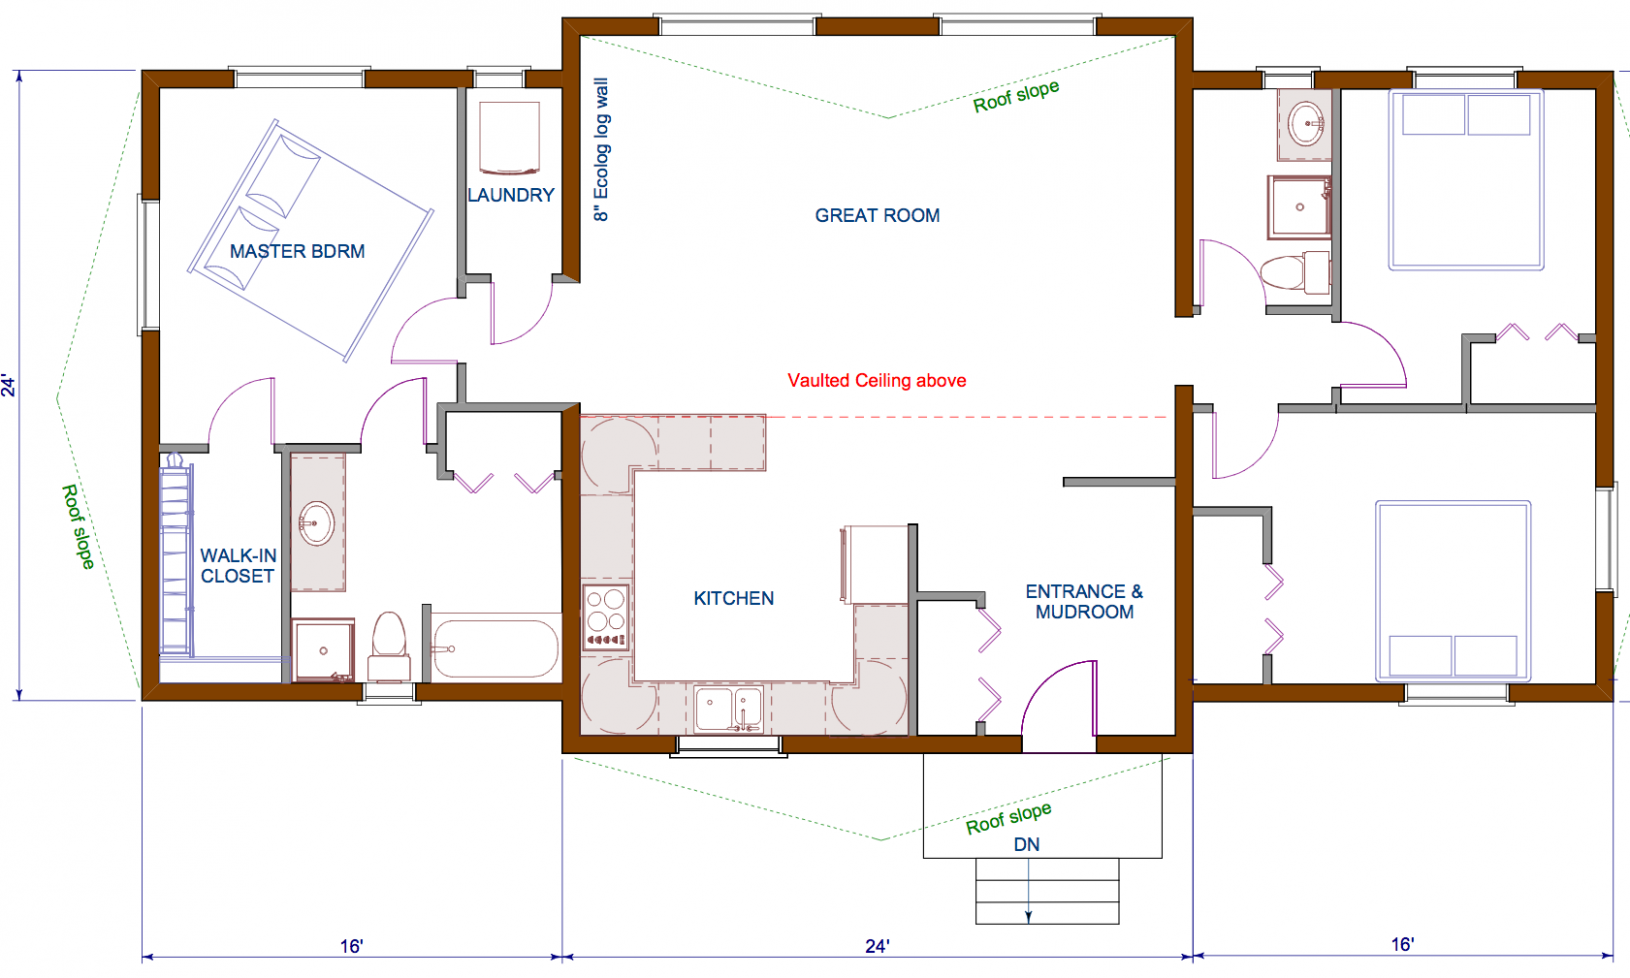 Roof slope
8" Ecolog log wall
LAUNDRY
GREAT ROOM
MASTER BDRM
24'
Vaulted Ceiling above
Roof slope
WALK-IN
CLOSET
KITCHEN
ENTRANCE &
MUDROOM
Roof slope
DN
16'
24'
16'